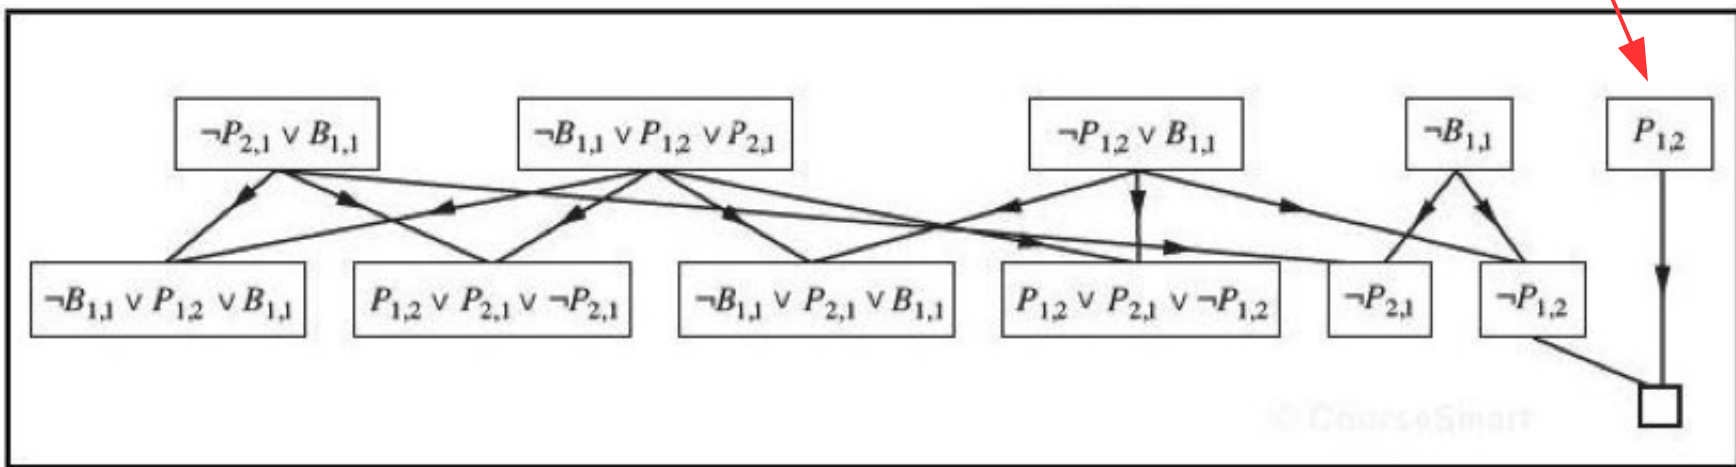 ¬P2,1 ∨ B1,1
¬B1,1 ∨ P1,2 ∨ P2,1
¬P1,2 ∨ B1,1
¬B1,1
P1,2
¬B1,1 ∨ P1,2 ∨ B1,1
P1,2 ∨ P2,1 ∨ ¬P2,1
¬B1,1 ∨ P2,1 ∨ B1,1
P1,2 ∨ P2,1 ∨ ¬P1,2
¬P2,1
¬P1,2
© CourseSmart